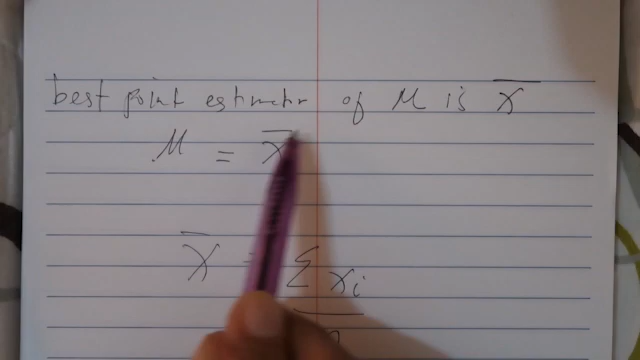 best point estimator of μ is x̄
μ = x̄
x̄ = Σ xi